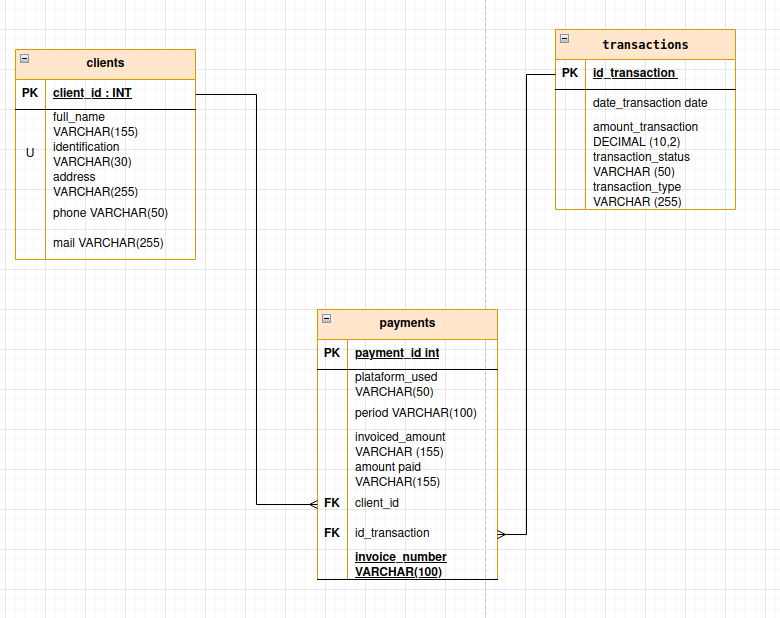 clients
PK client_id : INT
full_name
VARCHAR(155)
identification
U
VARCHAR(30)
address
VARCHAR(255)
phone VARCHAR(50)
mail VARCHAR(255)
transactions
PK id_transaction
date_transaction date
amount_transaction
DECIMAL (10,2)
transaction_status
VARCHAR (50)
transaction_type
VARCHAR (255)
payments
PK payment_id int
plataform_used
VARCHAR(50)
period VARCHAR(100)
invoiced_amount
VARCHAR (155)
amount paid
VARCHAR(155)
FK client_id
FK id_transaction
invoice_number
VARCHAR(100)